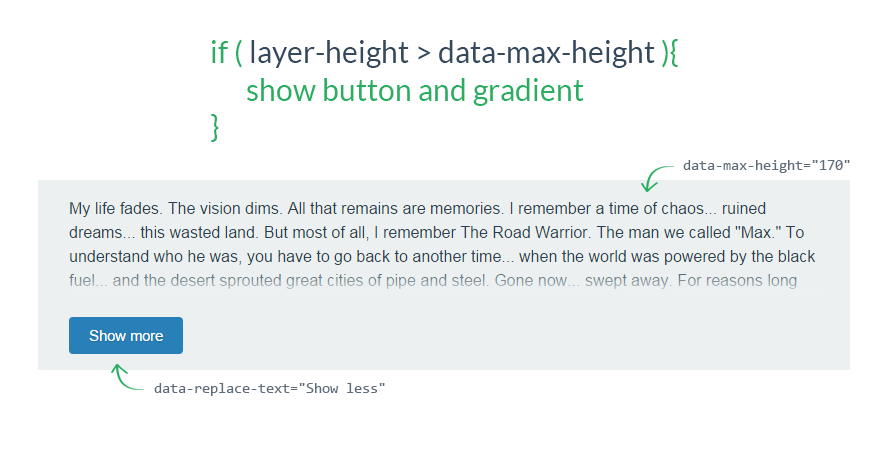 if ( layer-height > data-max-height ){
show button and gradient
}
data-max-height="170"
My life fades. The vision dims. All that remains are memories. I remember a time of chaos... ruined
dreams... this wasted land. But most of all, I remember The Road Warrior. The man we called "Max." To
understand who he was, you have to go back to another time... when the world was powered by the black
fuel... and the desert sprouted great cities of pipe and steel. Gone now... swept away. For reasons long
Show more
data-replace-text="Show less"